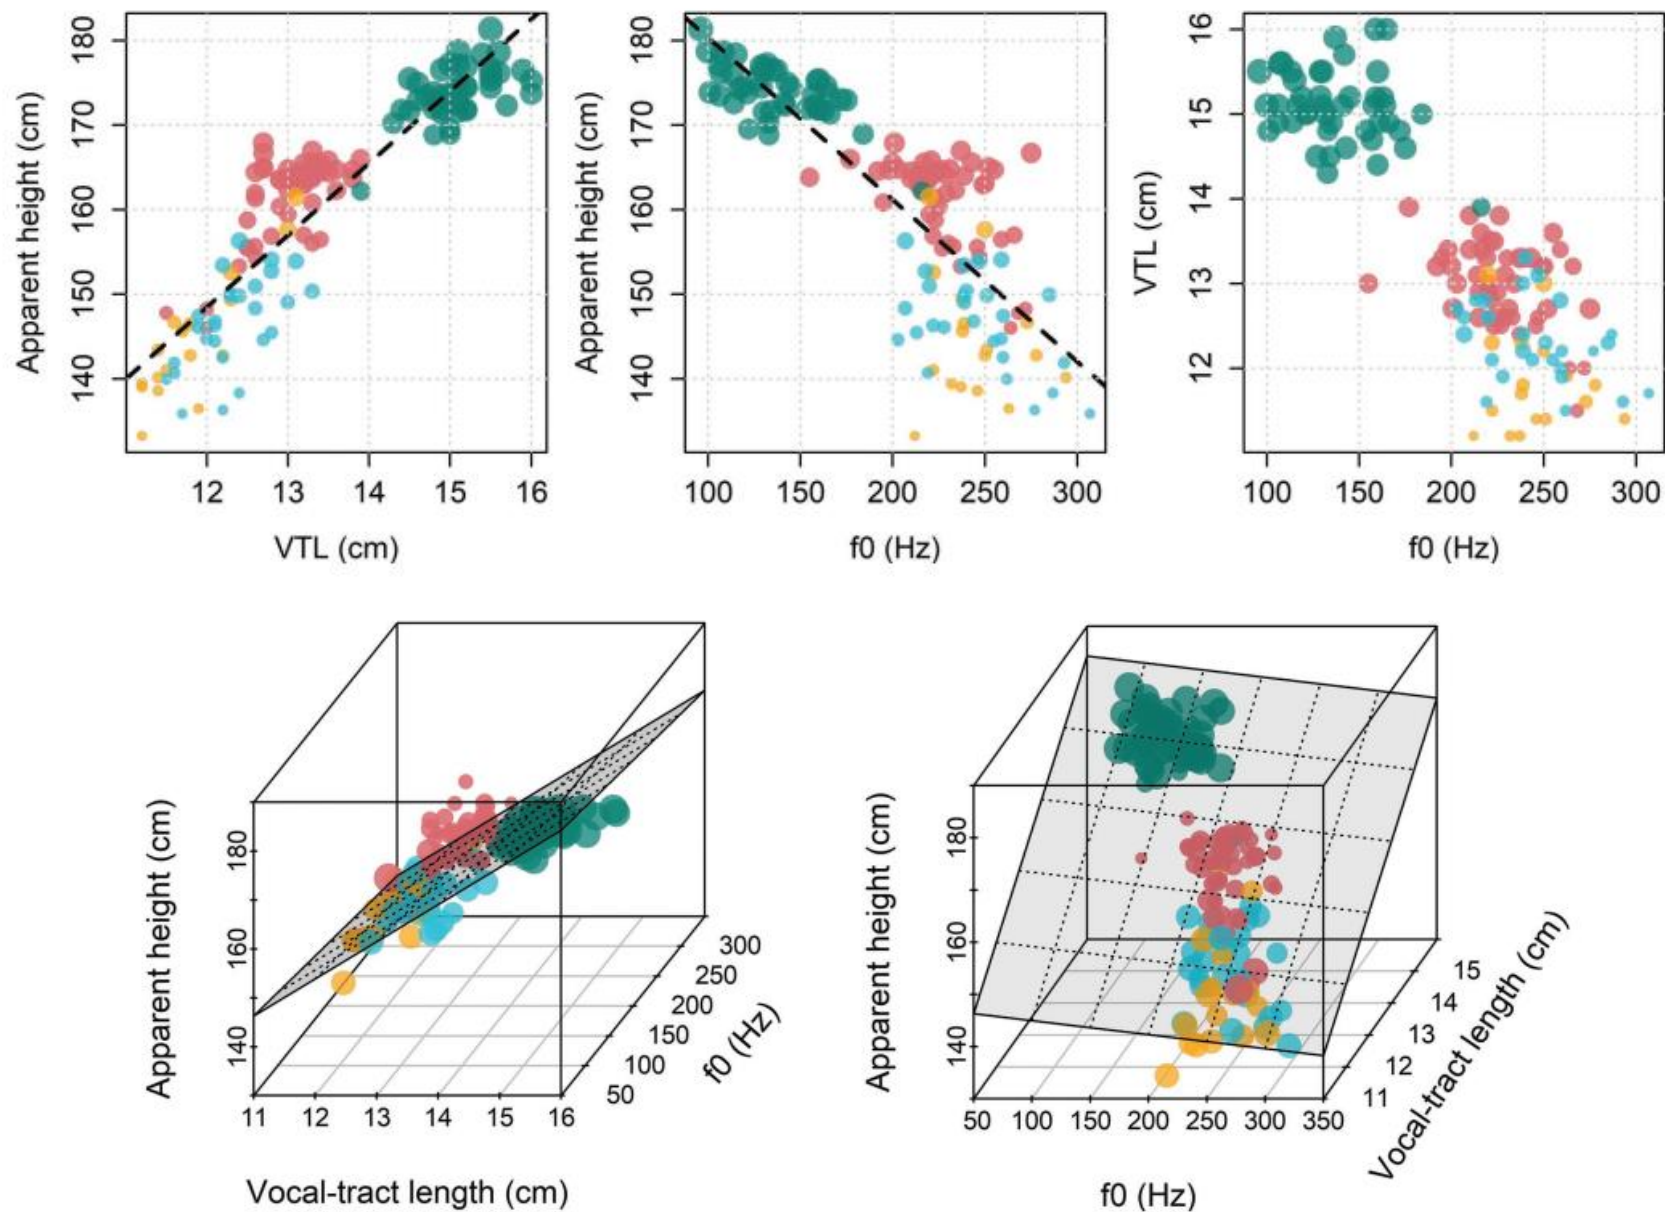 Apparent height (cm)
180
170
160
150
140
12 13 14 15 16
VTL (cm)
Apparent height (cm)
180
170
160
150
140
100 150 200 250 300
f0 (Hz)
VTL (cm)
16
15
14
13
12
100 150 200 250 300
f0 (Hz)
Apparent height (cm)
180
160
140
11 12 13 14 15 16
Vocal-tract length (cm)
300
250
200
150
100
50
f0 (Hz)
Apparent height (cm)
180
160
140
50 100 150 200 250 300 350
f0 (Hz)
15
14
13
12
11
Vocal-tract length (cm)